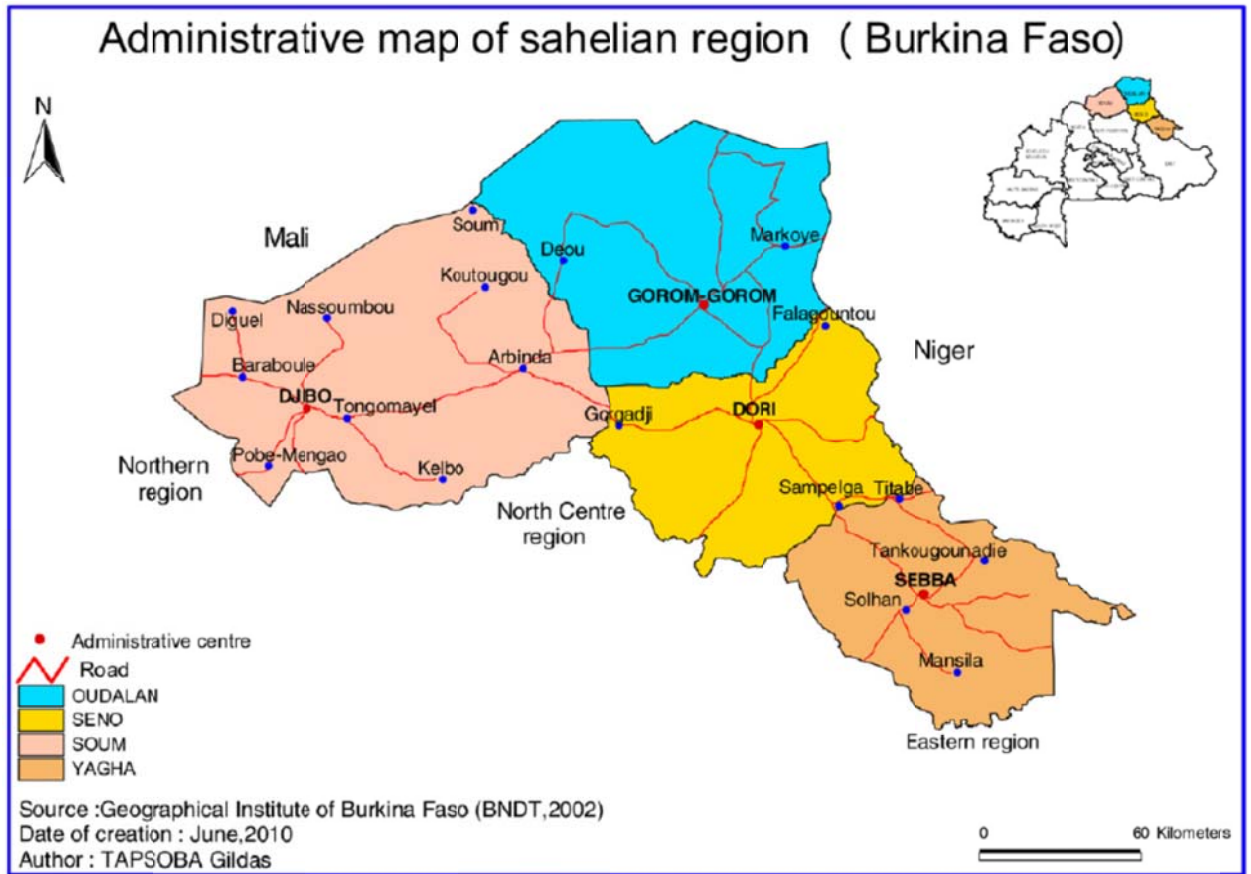 Administrative map of sahelian region ( Burkina Faso)
N
Mali
Soum
Deou
Markoye
Koutougou
GOROM-GOROM
Nassoumbou
Diguel
Falagountou
Niger
Baraboule
Arbinda
DJIBO
Tongomayel
Gorgadji
DORI
Pobe-Mengao
Kelbo
Northern
region
North Centre
region
Sampelga
Titabe
Tankougounadie
SEBBA
Solhan
Mansila
Eastern region
Administrative centre
Road
OUDALAN
SENO
SOUM
YAGHA
Source :Geographical Institute of Burkina Faso (BNDT,2002)
Date of creation : June,2010
Author : TAPSOBA Gildas
0 60 Kilometers